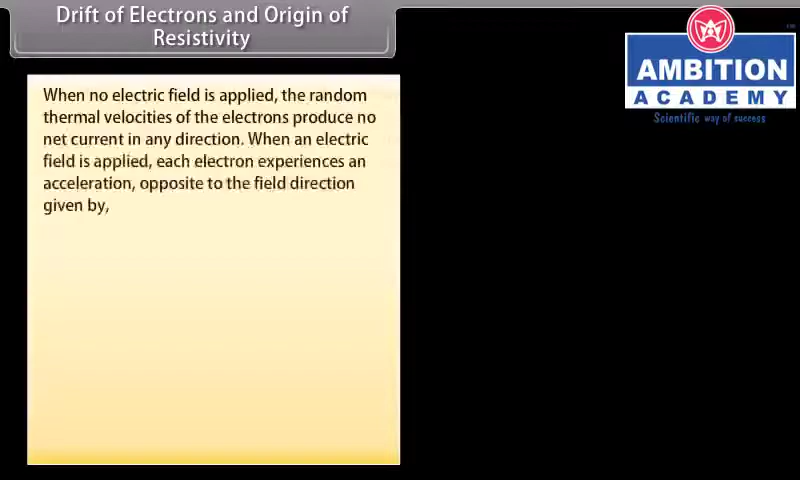 Drift of Electrons and Origin of
Resistivity
When no electric field is applied, the random
thermal velocities of the electrons produce no
net current in any direction. When an electric
field is applied, each electron experiences an
acceleration, opposite to the field direction
given by,
AMBITION
ACADEMY
Scientific way of success